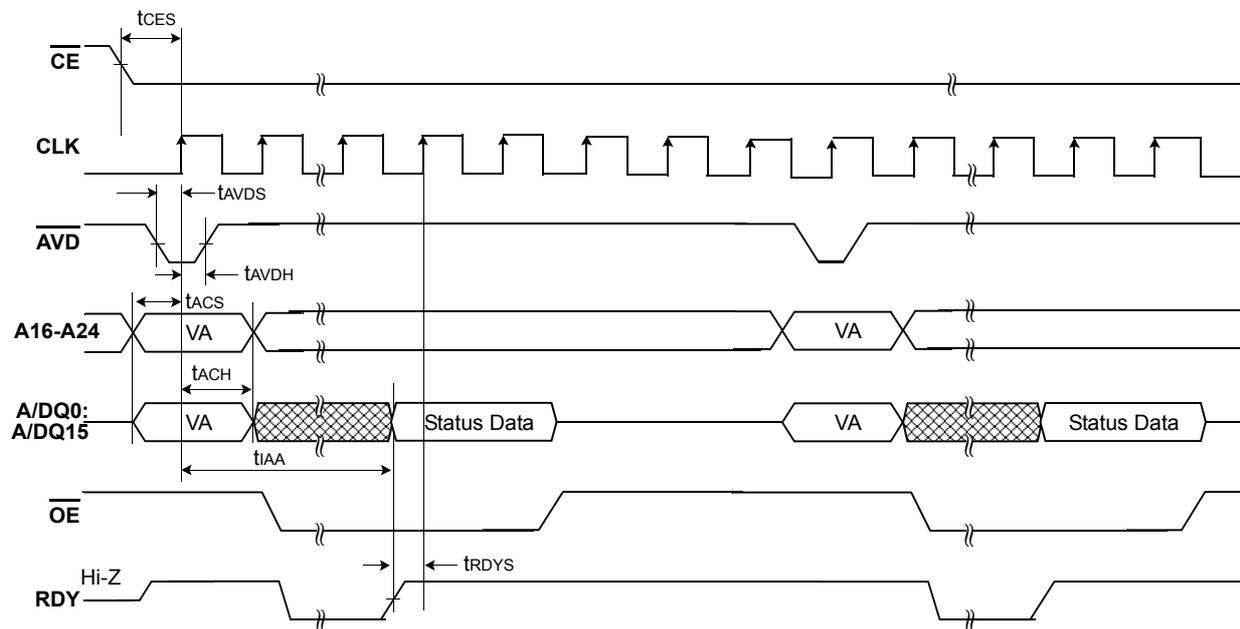 tCES
CE
CLK
tAVDS
AVD
tAVDH
tACS
A16-A24
VA
VA
tACH
A/DQ0:
A/DQ15
VA
Status Data
VA
Status Data
tIAA
OE
tRDYS
Hi-Z
RDY